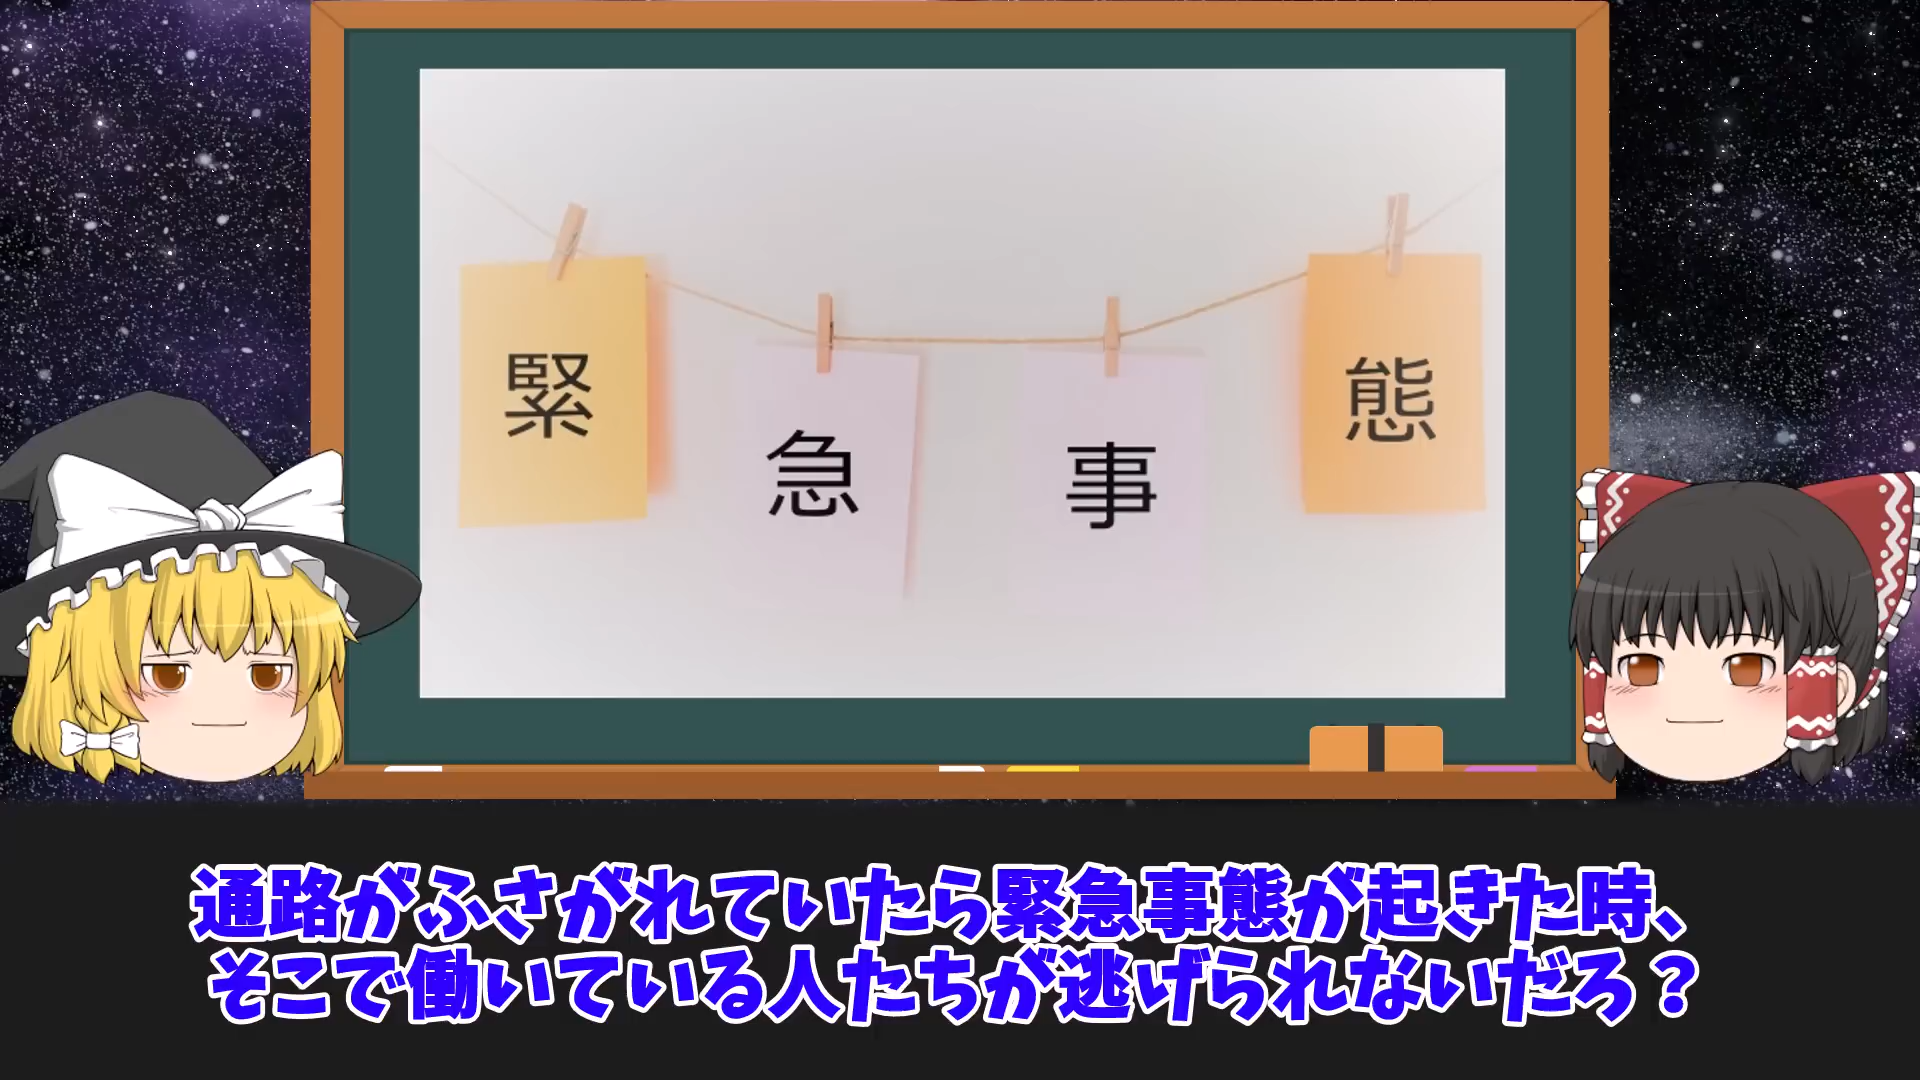 緊
急
事
態
通路がふさがれていたら緊急事態が起きた時、
そこで働いている人たちが逃げられないだろ？